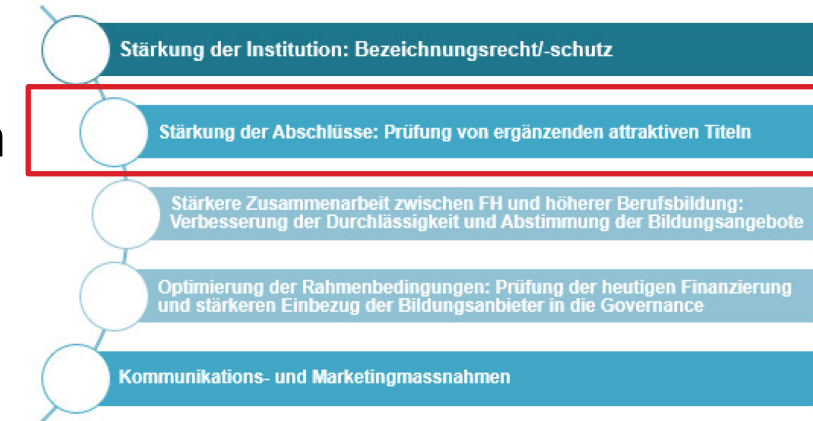 Stärkung der Institution: Bezeichnungsrecht/-schutz
Stärkung der Abschlüsse: Prüfung von ergänzenden attraktiven Titeln
Stärkere Zusammenarbeit zwischen FH und höherer Berufsbildung:
Verbesserung der Durchlässigkeit und Abstimmung der Bildungsangebote
Optimierung der Rahmenbedingungen: Prüfung der heutigen Finanzierung
und stärkeren Einbezug der Bildungsanbieter in die Governance
Kommunikations- und Marketingmassnahmen